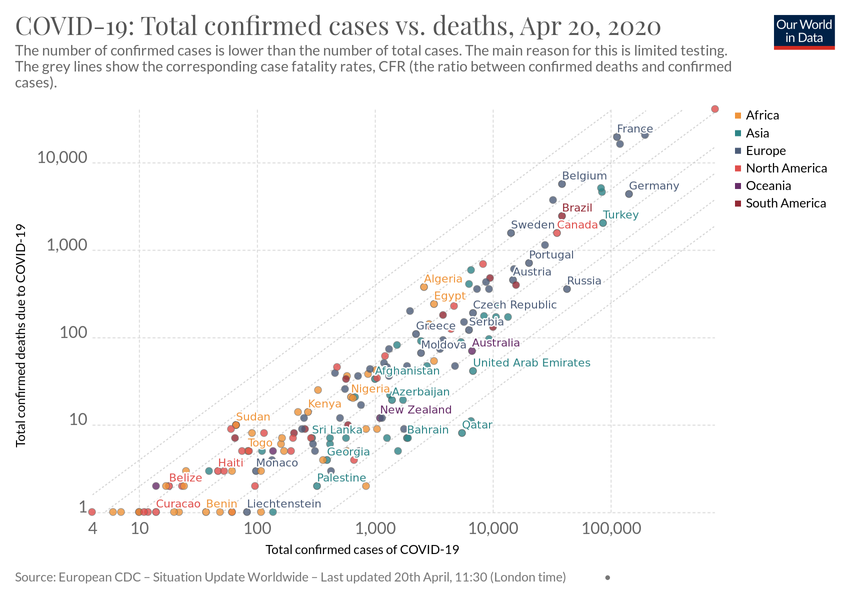 COVID-19: Total confirmed cases vs. deaths, Apr 20, 2020
Our World
in Data
The number of confirmed cases is lower than the number of total cases. The main reason for this is limited testing.
The grey lines show the corresponding case fatality rates, CFR (the ratio between confirmed deaths and confirmed
cases).
Africa
Asia
Europe
North America
Oceania
South America
Total confirmed deaths due to COVID-19
10,000
1,000
100
10
1
France
Belgium
Germany
Brazil
Turkey
Sweden
Canada
Portugal
Austria
Russia
Algeria
Egypt
Czech Republic
Greece
Serbia
Moldova
Australia
Afghanistan
United Arab Emirates
Nigeria
Azerbaijan
Kenya
New Zealand
Sudan
Sri Lanka
Bahrain
Qatar
Togo
Georgia
Haiti
Monaco
Belize
Palestine
Curacao
Benin
Liechtenstein
4
10
100
1,000
10,000
100,000
Total confirmed cases of COVID-19
Source: European CDC – Situation Update Worldwide – Last updated 20th April, 11:30 (London time)